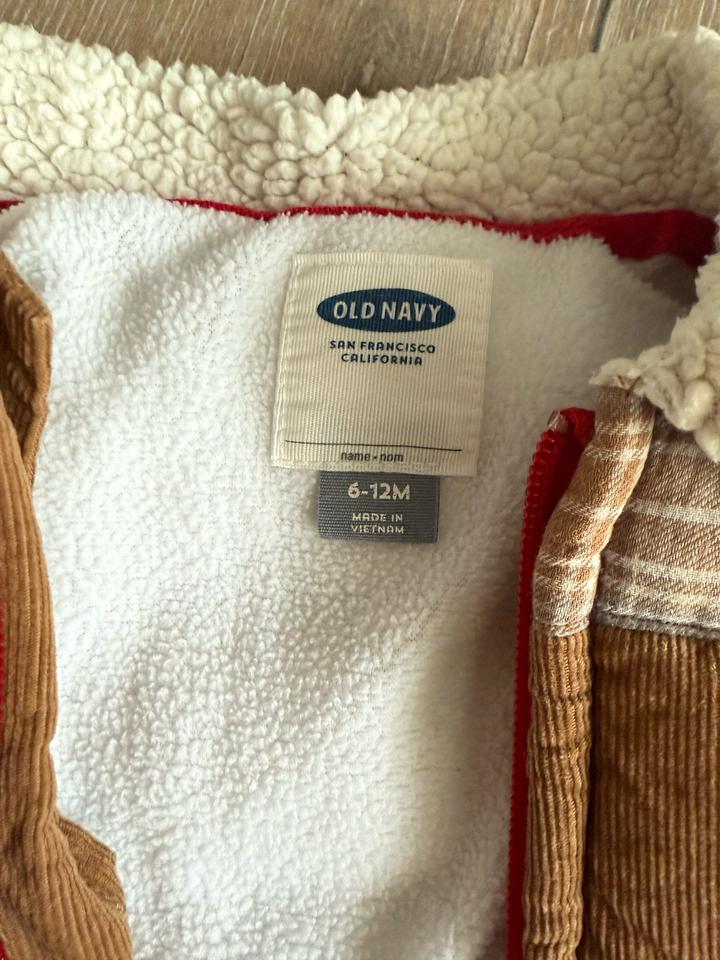 OLD NAVY
SAN FRANCISCO
CALIFORNIA
name • nom
6-12M
MADE IN
VIETNAM